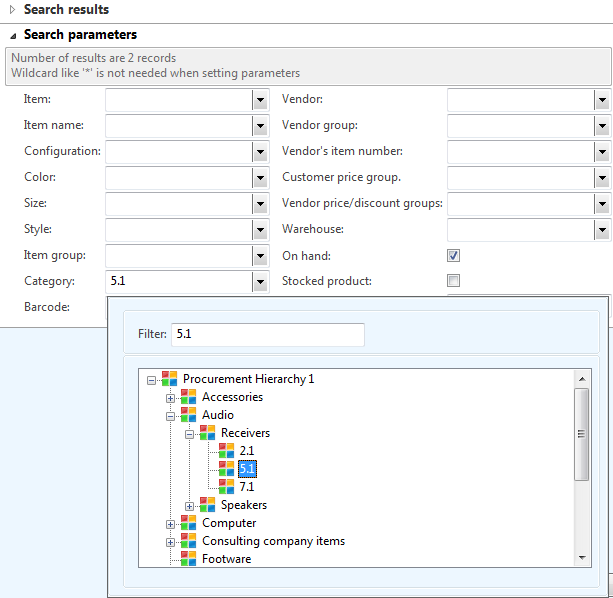 Search results
Search parameters
Number of results are 2 records
Wildcard like '*' is not needed when setting parameters
Item: Vendor:
Item name: Vendor group:
Configuration: Vendor's item number:
Color: Customer price group.
Size: Vendor price/discount groups:
Style: Warehouse:
Item group: On hand:
Category: 5.1 Stocked product:
Barcode:
Filter: 5.1
Procurement Hierarchy 1
Accessories
Audio
Receivers
2.1
5.1
7.1
Speakers
Computer
Consulting company items
Footware